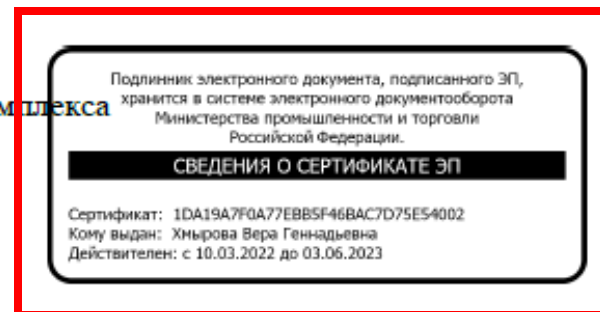 Подлинник электронного документа, подписанного ЭП,
мплекса хранится в системе электронного документооборота
Министерства промышленности и торговли
Российской Федерации.
СВЕДЕНИЯ О СЕРТИФИКАТЕ ЭП
Сертификат: 1DA19A7F0A77EBB5F46BAC7D75E54002
Кому выдан: Хмырова Вера Геннадьевна
Действителен: с 10.03.2022 до 03.06.2023